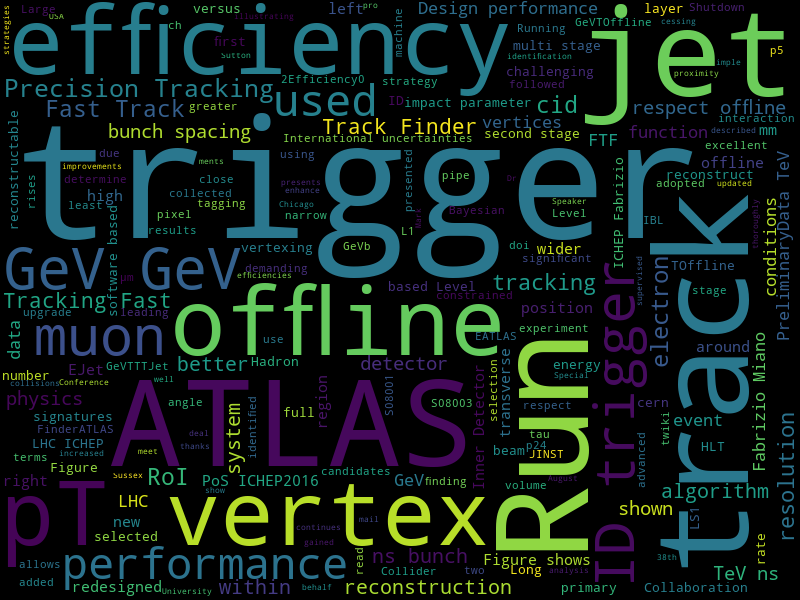 strategies
USA
Large
versus
ch
illustrating
first
Sutton
left
pro
cessing
machine
Design performance
Running
multi stage
identification
challenging
followed
layer
Shutdown
GeVTOffline
p5
proximity
imple
efficiency
jet
Precision Tracking
2Efficiency0
strategy
used
ID
impact parameter
cid
respect offline
Fast Track
greater
bunch spacing
Track Finder
vertices
interaction
described
updated
International uncertainties
second stage
FTF
function
mm
excellent
reconstructable
rises
due
improvements
ments
using
determine
presents
enhance
close
high
collected
tagging
Chicago
least
pixel
narrow
results
trigger
presented
pipe
Dr
Speaker
Bayesian
Level
L1
Mark
adopted
offline
reconstruct
IBL
thoroughly
ICHEP Fabrizio
PreliminaryData TeV
conditions
vertexing
GeVb
doi
wider
significant
demanding
efficiencies
GeV GeV
software based
μm
based Level
constrained
tracking
position
supervised
TOffline
stage
Tracking Fast
upgrade
leading
offline
electron
track
data
muon
use
EATLAS
experiment
around
GeVTTTJet
better
Hadron
detector
selection
transverse
energy
Special
EJet
number
collisions
Conference
well
physics
angle
region
S08001
S08003
Inner Detector
respect
cern
Fabrizio Miano
signatures
FinderATLAS
LHC ICHEP
increased
ATLAS
full
identified
system
tau
p24
JINST
beam
advanced
twiki
event
HLT
terms
meet
deal
thanks
Figure
Sussex
candidates
right
RoI
show
PoS ICHEP2016
GeV
finding
volume
August
Run
ID trigger
algorithm
resolution
pT
LHC
new
selected
vertex
continues
gained
mail
shown
LS1
rate
allows
added
performance
read
ns bunch
Collider
two
Figure shows
Long
analysis
38th
TeV ns
redesigned
University
within
behalf
reconstruction
primary
Collaboration